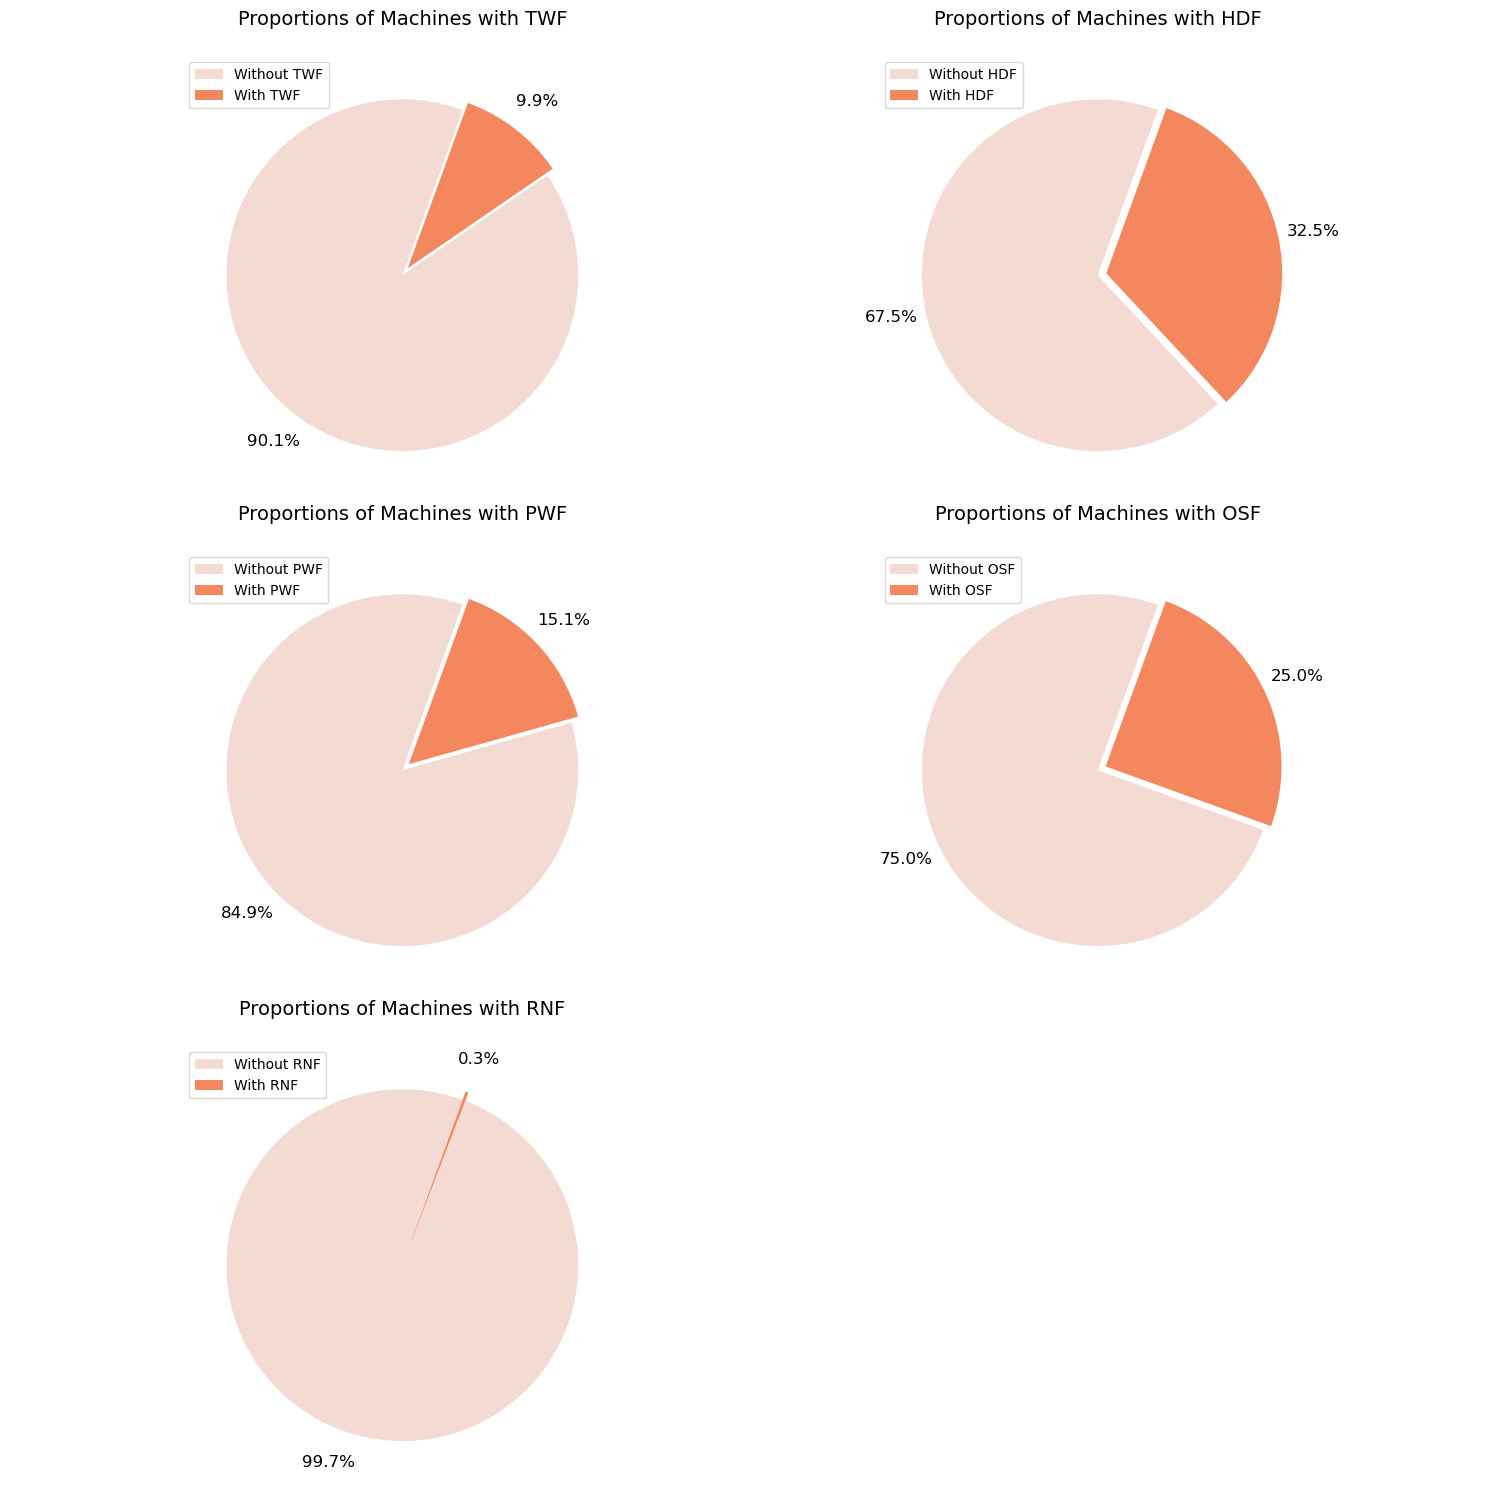 Proportions of Machines with TWF
Without TWF
With TWF
9.9%
90.1%
Proportions of Machines with HDF
Without HDF
With HDF
32.5%
67.5%
Proportions of Machines with PWF
Without PWF
With PWF
15.1%
84.9%
Proportions of Machines with OSF
Without OSF
With OSF
25.0%
75.0%
Proportions of Machines with RNF
Without RNF
With RNF
0.3%
99.7%